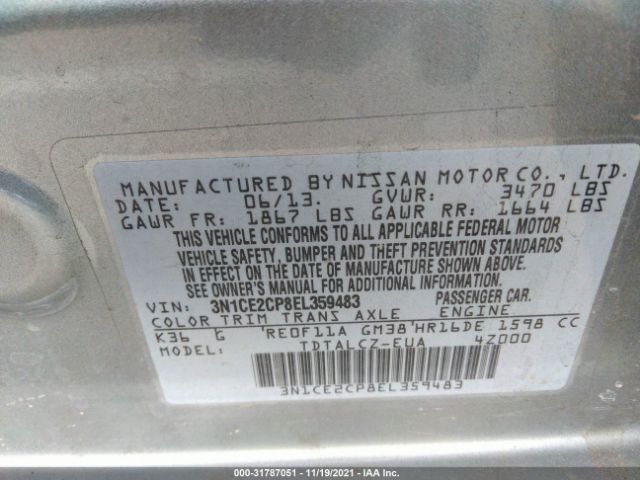 MANUFACTURED BY NISSAN MOTOR CO., LTD.
DATE: 06/13. GVWR: 3470 LBS
GAWR FR: 1867 LBS GAWR RR: 1664 LBS
THIS VEHICLE CONFORMS TO ALL APPLICABLE FEDERAL MOTOR
VEHICLE SAFETY, BUMPER AND THEFT PREVENTION STANDARDS
IN EFFECT ON THE DATE OF MANUFACTURE SHOWN ABOVE.
SEE OWNER'S MANUAL FOR ADDITIONAL INFORMATION.
VIN: 3N1CE2CP8EL359483 PASSENGER CAR.
COLOR TRIM TRANS AXLE ENGINE
K36 G RE0F11A GM38 HR16DE 1598 CC
MODEL: TDTALCZ-EUA 4Z000
3N1CE2CP8EL359483
000-31787051 - 11/19/2021 - IAA Inc.